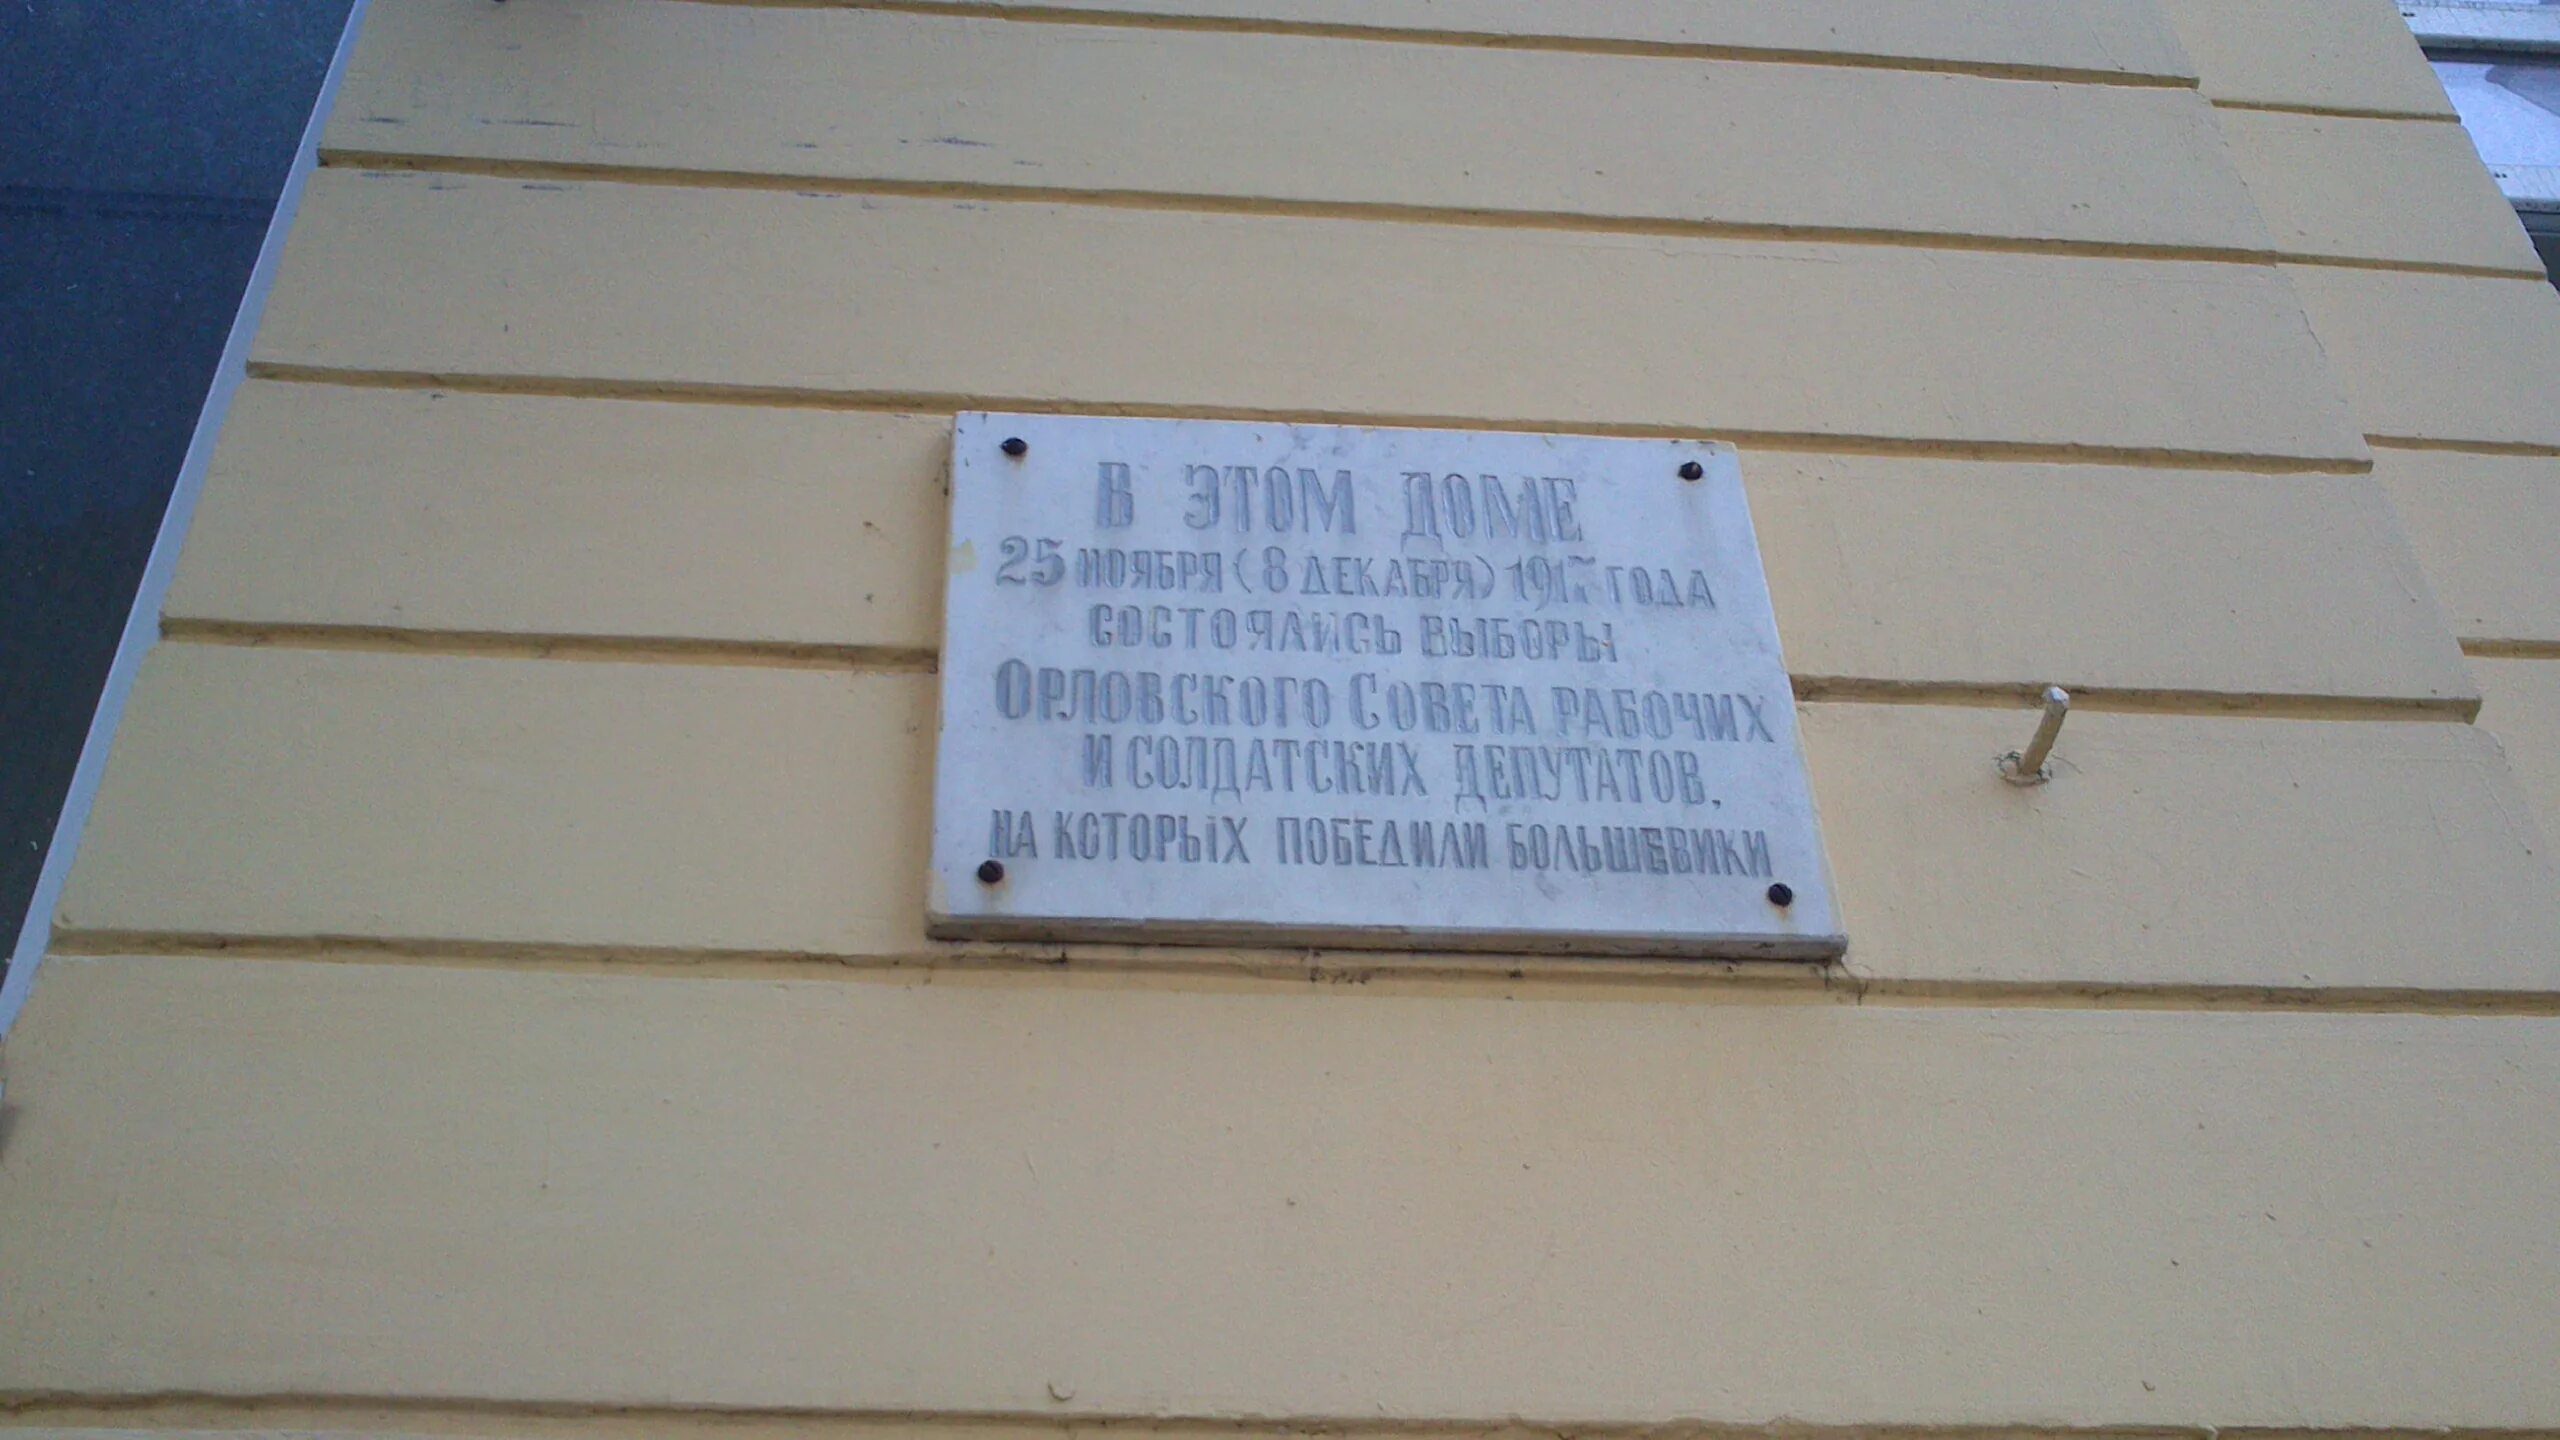 В ЭТОМ ДОМЕ
25 НОЯБРЯ (8 ДЕКАБРЯ) 1917 ГОДА
СОСТОЯЛИСЬ ВЫБОРЫ
ОРЛОВСКОГО СОВЕТА РАБОЧИХ
И СОЛДАТСКИХ ДЕПУТАТОВ,
НА КОТОРЫХ ПОБЕДИЛИ БОЛЬШЕВИКИ